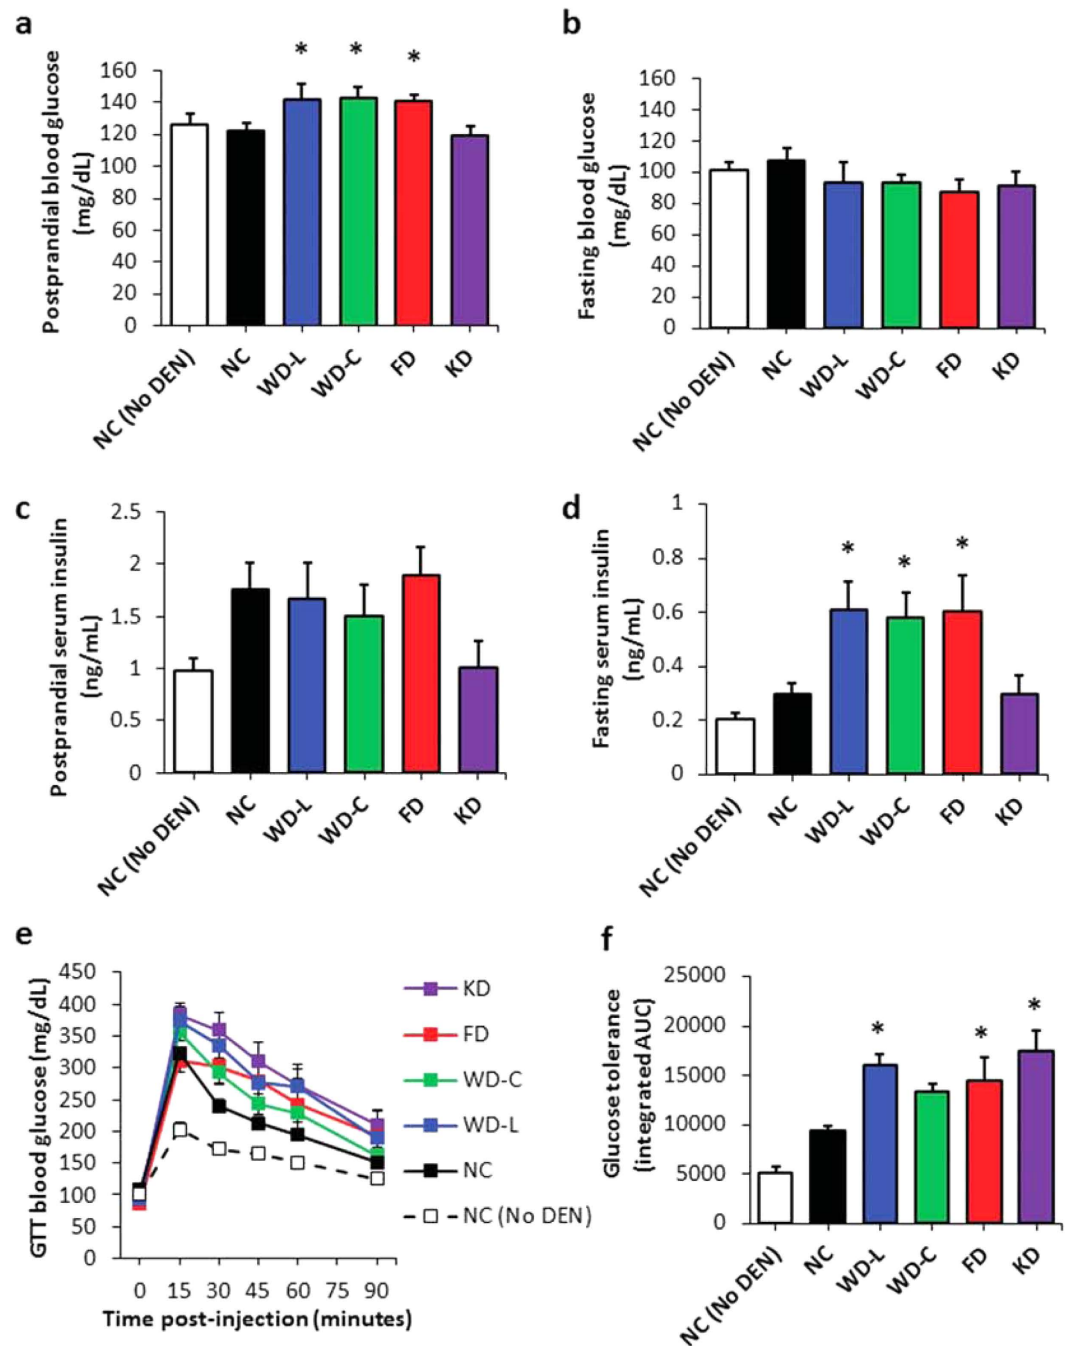 a
Postprandial blood glucose
(mg/dL)
160
140
120
100
80
60
40
20
0
* * *
NC (No DEN) NC WD-L WD-C FD KD
b
Fasting blood glucose
(mg/dL)
160
140
120
100
80
60
40
20
0
NC (No DEN) NC WD-L WD-C FD KD
c
Postprandial serum insulin
(ng/mL)
2.5
2
1.5
1
0.5
0
NC (No DEN) NC WD-L WD-C FD KD
d
Fasting serum insulin
(ng/mL)
1
0.8
0.6
0.4
0.2
0
* * *
NC (No DEN) NC WD-L WD-C FD KD
e
GTT blood glucose (mg/dL)
450
400
350
300
250
200
150
100
50
0
0 15 30 45 60 75 90
Time post-injection (minutes)
KD
FD
WD-C
WD-L
NC
NC (No DEN)
f
Glucose tolerance
(integrated AUC)
25000
20000
15000
10000
5000
0
* * *
NC (No DEN) NC WD-L WD-C FD KD